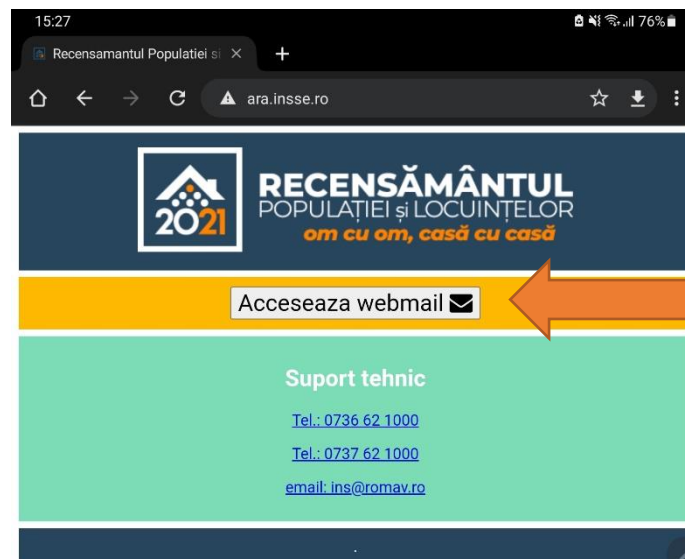 15:27
76%
Recensamantul Populatiei si
ara.insse.ro
2021
RECENSĂMÂNTUL
POPULAȚIEI și LOCUINȚELOR
om cu om, casă cu casă
Acceseaza webmail
Suport tehnic
Tel.: 0736 62 1000
Tel.: 0737 62 1000
email: ins@romav.ro
.